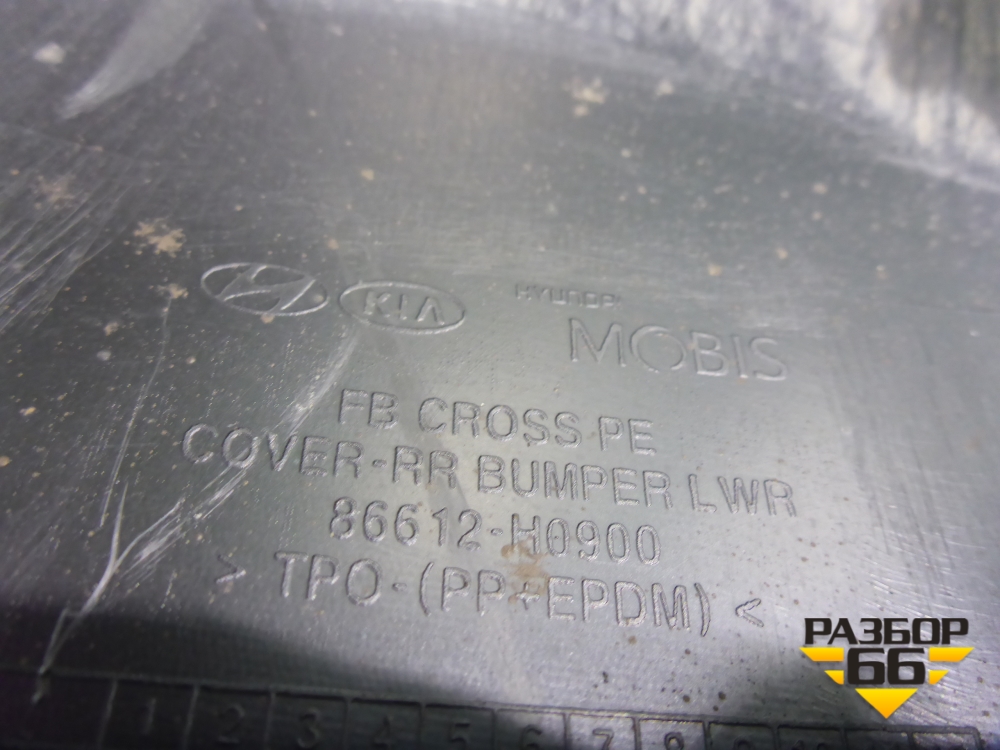 KIA
HYUNDAI
MOBIS
FB CROSS PE
COVER-RR BUMPER LWR
86612-H0900
> TPO-(PP+EPDM) <
1 2 3 4 5 6 7 8
РАЗБОР
66